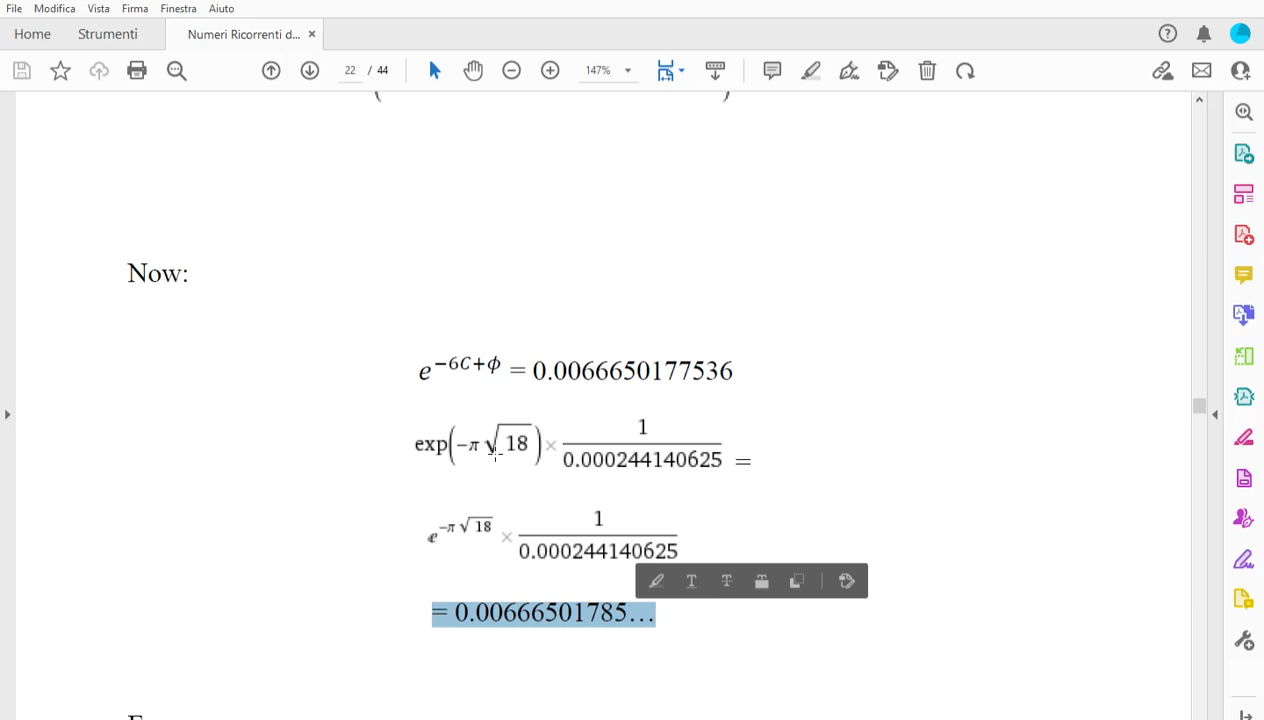 File Modifica Vista Firma Finestra Aiuto
Home Strumenti Numeri Ricorrenti d... ×
22 / 44 147%
Now:
e^{−6C+ϕ} = 0.0066650177536
exp(−π √18) × 1/0.000244140625 =
e^{−π √18} × 1/0.000244140625
= 0.00666501785…